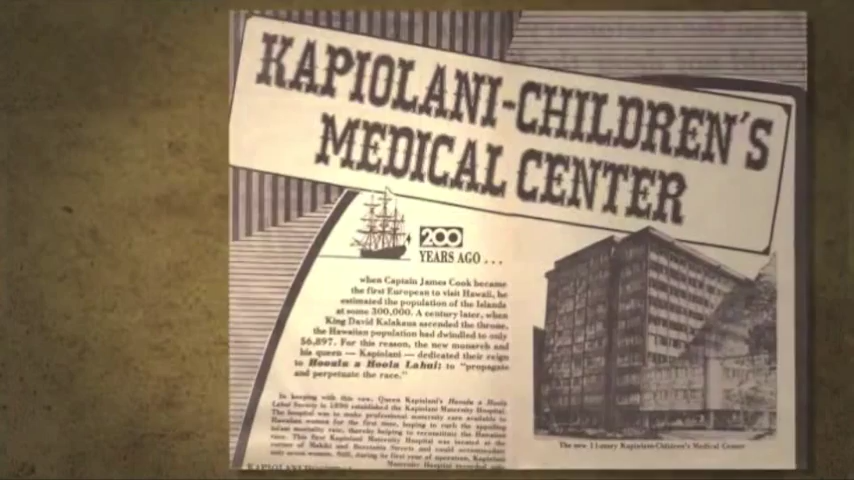 KAPIOLANI-CHILDREN'S
MEDICAL CENTER
200
YEARS AGO . . .
when Captain James Cook became
the first European to visit Hawaii, he
estimated the population of the Islands
at some 300,000. A century later, when
King David Kalakaua ascended the throne,
the Hawaiian population had dwindled to only
56,897. For this reason, the new monarch and
his queen — Kapiolani — dedicated their reign
to Hooulu a Hoola Lahui: to "propagate
and perpetuate the race."
In keeping with this vow, Queen Kapiolani's Hooulu a Hoola
Lahui Society in 1890 established the Kapiolani Maternity Hospital.
The hospital was to make professional maternity care available to
Hawaiian women for the first time, hoping to curb the appalling
infant mortality rate, thereby helping to reconstitute the Hawaiian
race. This first Kapiolani Maternity Hospital was located at the
corner of Makiki and Beretania Streets and could accommodate
only seven women. Still, during its first year of operation, Kapiolani
Maternity Hospital recorded
KAPIOLANI
The new 11-story Kapiolani-Children's Medical Center